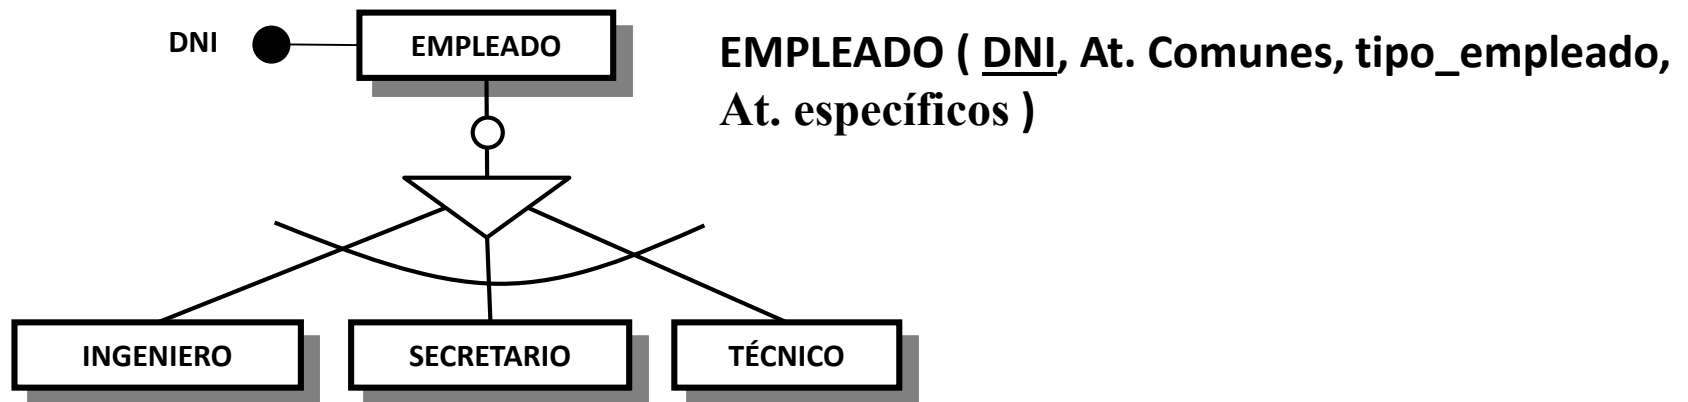 DNI
EMPLEADO
EMPLEADO ( DNI, At. Comunes, tipo_empleado,
At. específicos )
INGENIERO
SECRETARIO
TÉCNICO